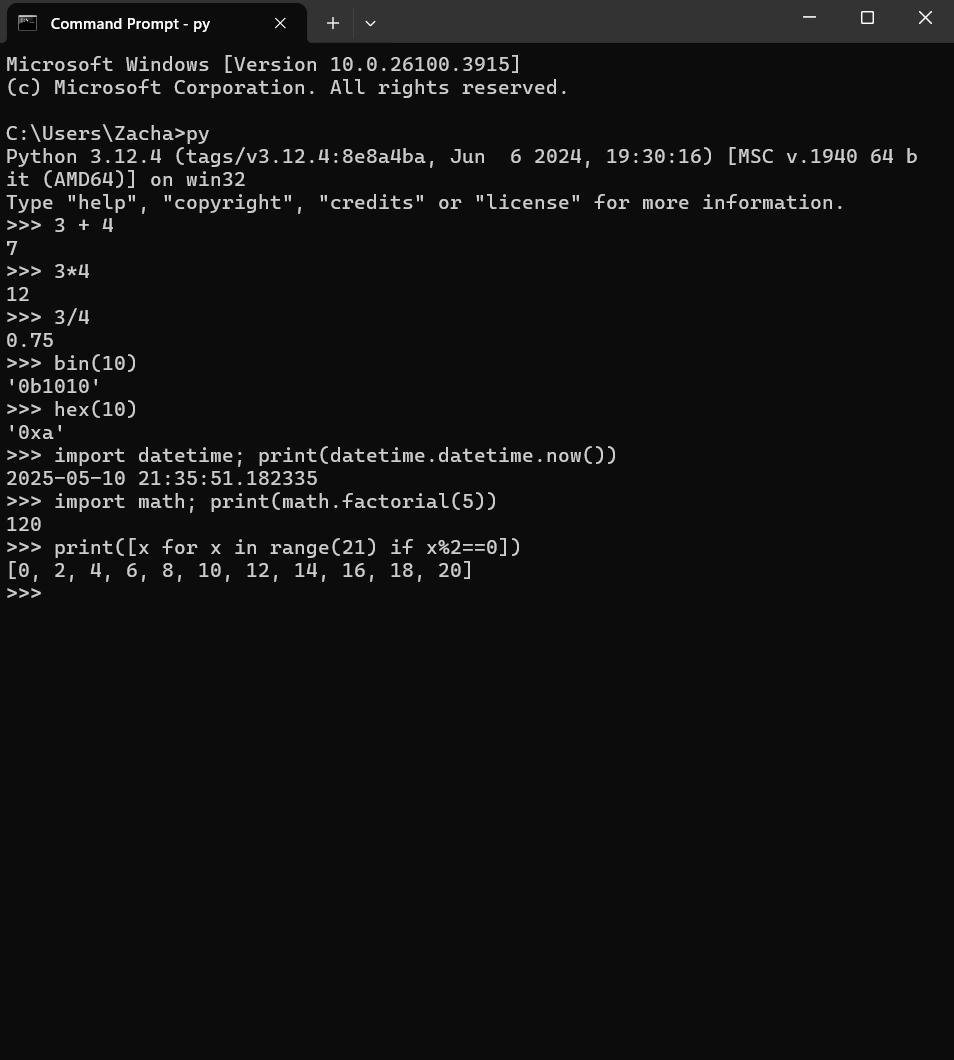 Command Prompt - py
Microsoft Windows [Version 10.0.26100.3915]
(c) Microsoft Corporation. All rights reserved.
C:\Users\Zacha>py
Python 3.12.4 (tags/v3.12.4:8e8a4ba, Jun  6 2024, 19:30:16) [MSC v.1940 64 b
it (AMD64)] on win32
Type "help", "copyright", "credits" or "license" for more information.
>>> 3 + 4
7
>>> 3*4
12
>>> 3/4
0.75
>>> bin(10)
'0b1010'
>>> hex(10)
'0xa'
>>> import datetime; print(datetime.datetime.now())
2025-05-10 21:35:51.182335
>>> import math; print(math.factorial(5))
120
>>> print([x for x in range(21) if x%2==0])
[0, 2, 4, 6, 8, 10, 12, 14, 16, 18, 20]
>>>